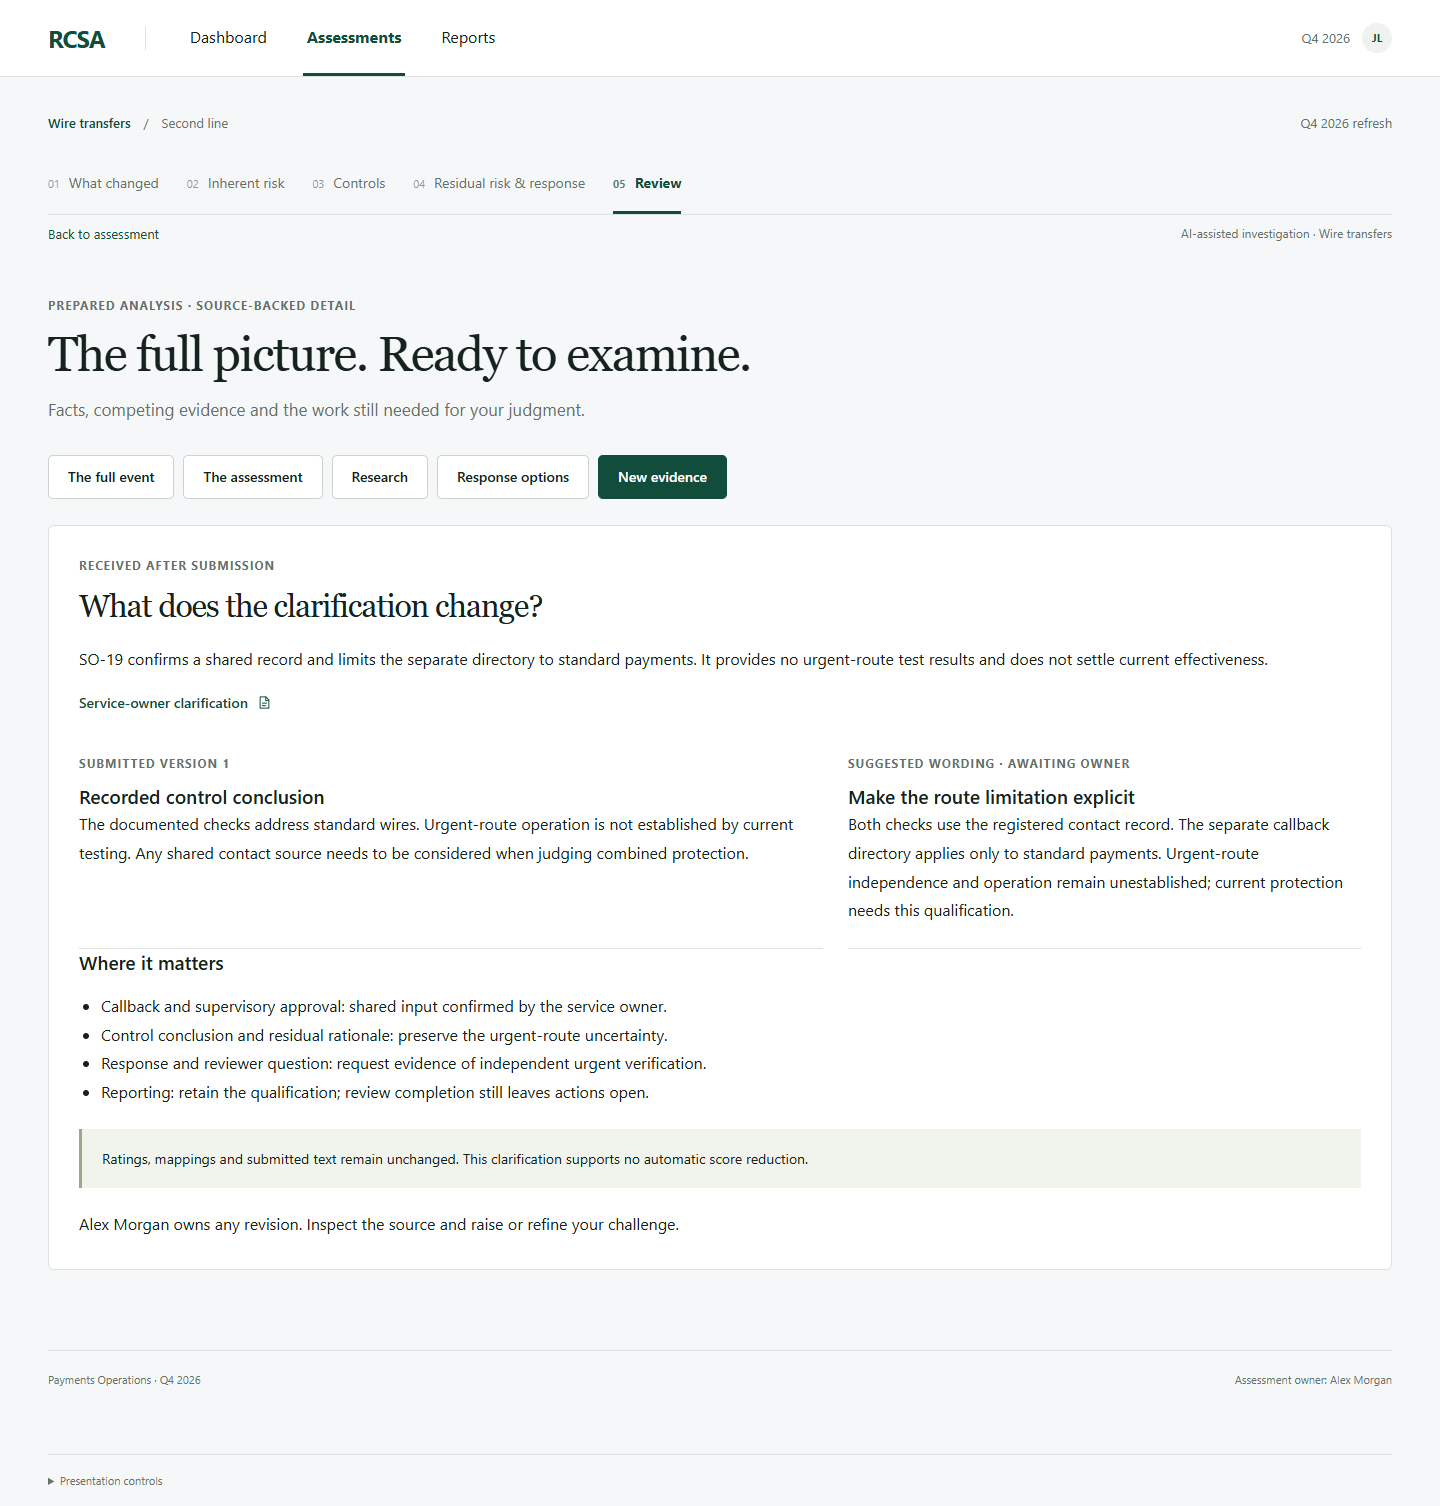 RCSA
Dashboard
Assessments
Reports
Q4 2026
JL
Wire transfers / Second line
Q4 2026 refresh
01 What changed
02 Inherent risk
03 Controls
04 Residual risk & response
05 Review
Back to assessment
AI-assisted investigation · Wire transfers
PREPARED ANALYSIS · SOURCE-BACKED DETAIL
The full picture. Ready to examine.
Facts, competing evidence and the work still needed for your judgment.
The full event
The assessment
Research
Response options
New evidence
RECEIVED AFTER SUBMISSION
What does the clarification change?
SO-19 confirms a shared record and limits the separate directory to standard payments. It provides no urgent-route test results and does not settle current effectiveness.
Service-owner clarification
SUBMITTED VERSION 1
Recorded control conclusion
The documented checks address standard wires. Urgent-route operation is not established by current
testing. Any shared contact source needs to be considered when judging combined protection.
SUGGESTED WORDING · AWAITING OWNER
Make the route limitation explicit
Both checks use the registered contact record. The separate callback
directory applies only to standard payments. Urgent-route
independence and operation remain unestablished; current protection
needs this qualification.
Where it matters
• Callback and supervisory approval: shared input confirmed by the service owner.
• Control conclusion and residual rationale: preserve the urgent-route uncertainty.
• Response and reviewer question: request evidence of independent urgent verification.
• Reporting: retain the qualification; review completion still leaves actions open.
Ratings, mappings and submitted text remain unchanged. This clarification supports no automatic score reduction.
Alex Morgan owns any revision. Inspect the source and raise or refine your challenge.
Payments Operations · Q4 2026
Assessment owner: Alex Morgan
Presentation controls